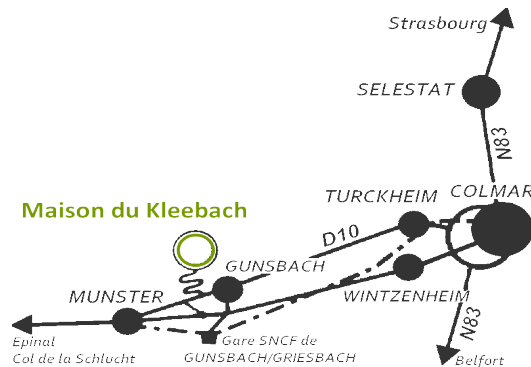 Strasbourg
SELESTAT
N83
TURCKHEIM
COLMAR
Maison du Kleebach
D10
GUNSBACH
MUNSTER
WINTZENHEIM
N83
Epinal
Col de la Schlucht
Gare SNCF de
GUNSBACH/GRIESBACH
Belfort